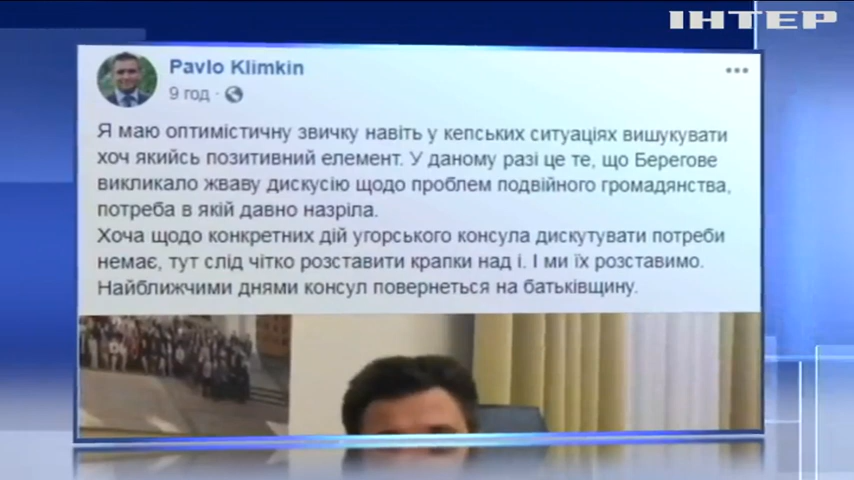 ІНТЕР
Pavlo Klimkin
9 год ·
Я маю оптимістичну звичку навіть у кепських ситуаціях вишукувати
хоч якийсь позитивний елемент. У даному разі це те, що Берегове
викликало жваву дискусію щодо проблем подвійного громадянства,
потреба в якій давно назріла.
Хоча щодо конкретних дій угорського консула дискутувати потреби
немає, тут слід чітко розставити крапки над і. І ми їх розставимо.
Найближчими днями консул повернеться на батьківщину.